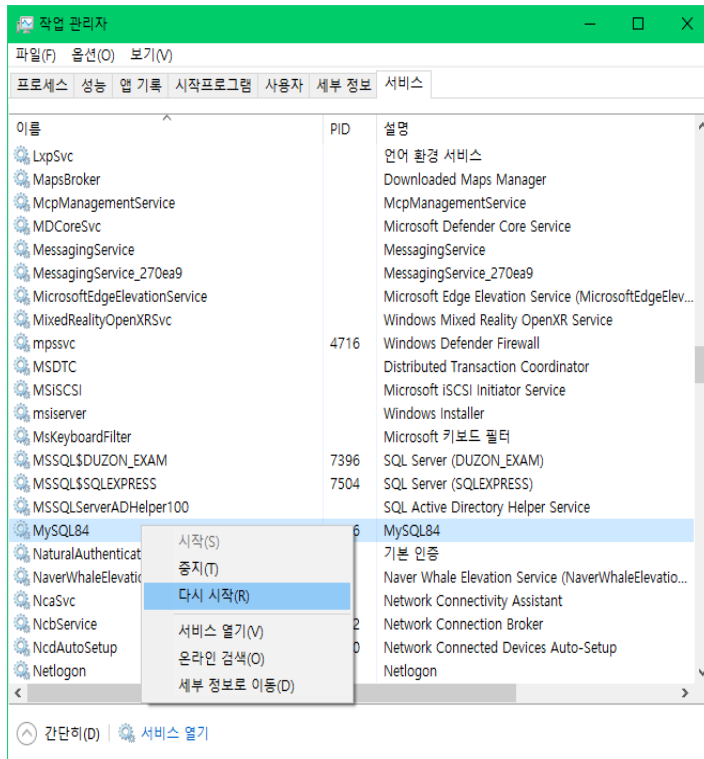 작업 관리자
파일(F) 옵션(O) 보기(V)
프로세스 성능 앱 기록 시작프로그램 사용자 세부 정보 서비스
이름 PID 설명
LxpSvc 언어 환경 서비스
MapsBroker Downloaded Maps Manager
McpManagementService McpManagementService
MDCoreSvc Microsoft Defender Core Service
MessagingService MessagingService
MessagingService_270ea9 MessagingService_270ea9
MicrosoftEdgeElevationService Microsoft Edge Elevation Service (MicrosoftEdgeElev...
MixedRealityOpenXRSvc Windows Mixed Reality OpenXR Service
mpssvc 4716 Windows Defender Firewall
MSDTC Distributed Transaction Coordinator
MSiSCSI Microsoft iSCSI Initiator Service
msiserver Windows Installer
MsKeyboardFilter Microsoft 키보드 필터
MSSQL$DUZON_EXAM 7396 SQL Server (DUZON_EXAM)
MSSQL$SQLEXPRESS 7504 SQL Server (SQLEXPRESS)
MSSQLServerADHelper100 SQL Active Directory Helper Service
MySQL84 6 MySQL84
시작(S)
NaturalAuthenticat 기본 인증
중지(T)
NaverWhaleElevatio Naver Whale Elevation Service (NaverWhaleElevatio...
다시 시작(R)
NcaSvc Network Connectivity Assistant
NcbService 2 Network Connection Broker
서비스 열기(V)
NcdAutoSetup 0 Network Connected Devices Auto-Setup
온라인 검색(O)
Netlogon Netlogon
세부 정보로 이동(D)
간단히(D) 서비스 열기